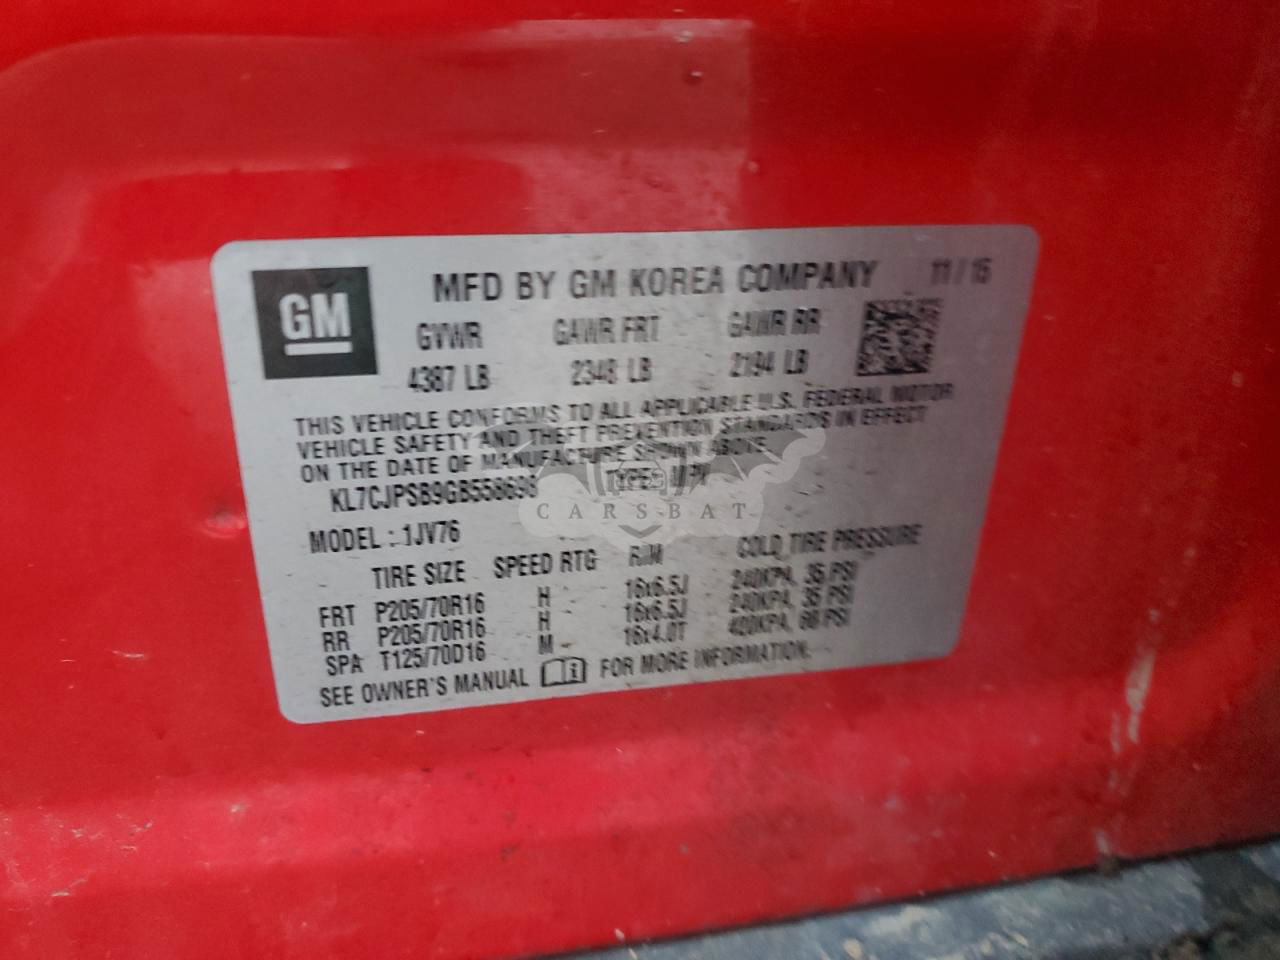 GM
MFD BY GM KOREA COMPANY 11/15
GVWR GAWR FRT GAWR RR
4387 LB 2348 LB 2194 LB
THIS VEHICLE CONFORMS TO ALL APPLICABLE U.S. FEDERAL MOTOR
VEHICLE SAFETY AND THEFT PREVENTION STANDARDS IN EFFECT
ON THE DATE OF MANUFACTURE SHOWN ABOVE.
KL7CJPSB9GB558698 TYPE: MPV
CARSBAT
MODEL : 1JV76
TIRE SIZE SPEED RTG RIM COLD TIRE PRESSURE
FRT P205/70R16 H 16x6.5J 240KPA, 35 PSI
RR P205/70R16 H 16x6.5J 240KPA, 35 PSI
SPA T125/70D16 M 16x4.0T 420KPA, 60 PSI
SEE OWNER'S MANUAL FOR MORE INFORMATION.